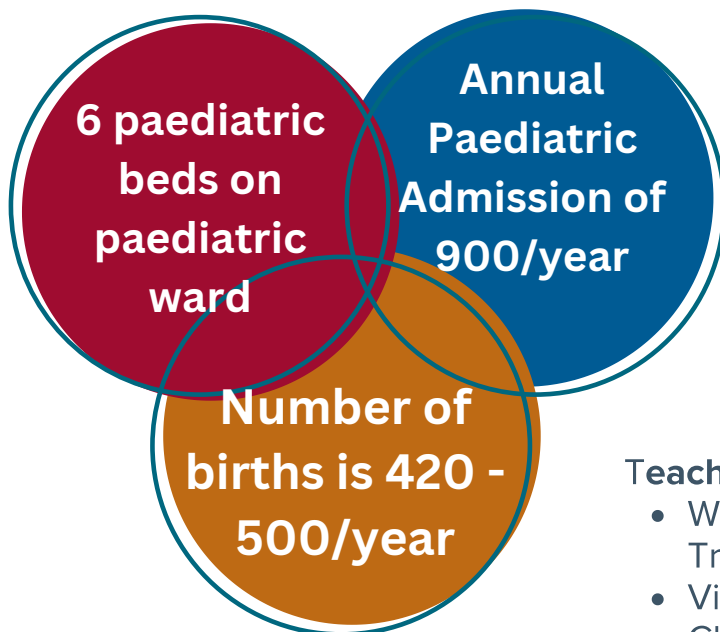 6 paediatric
beds on
paediatric
ward
Annual
Paediatric
Admission of
900/year
Number of
births is 420 -
500/year